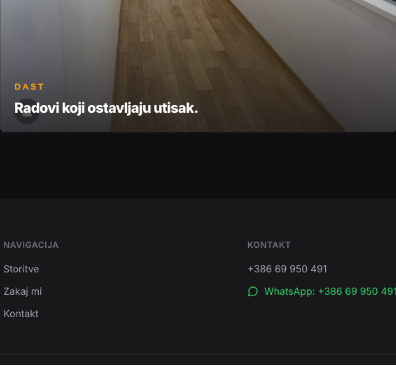 DAST
Radovi koji ostavljaju utisak.
NAVIGACIJA
KONTAKT
Storitve
+386 69 950 491
Zakaj mi
WhatsApp: +386 69 950 491
Kontakt